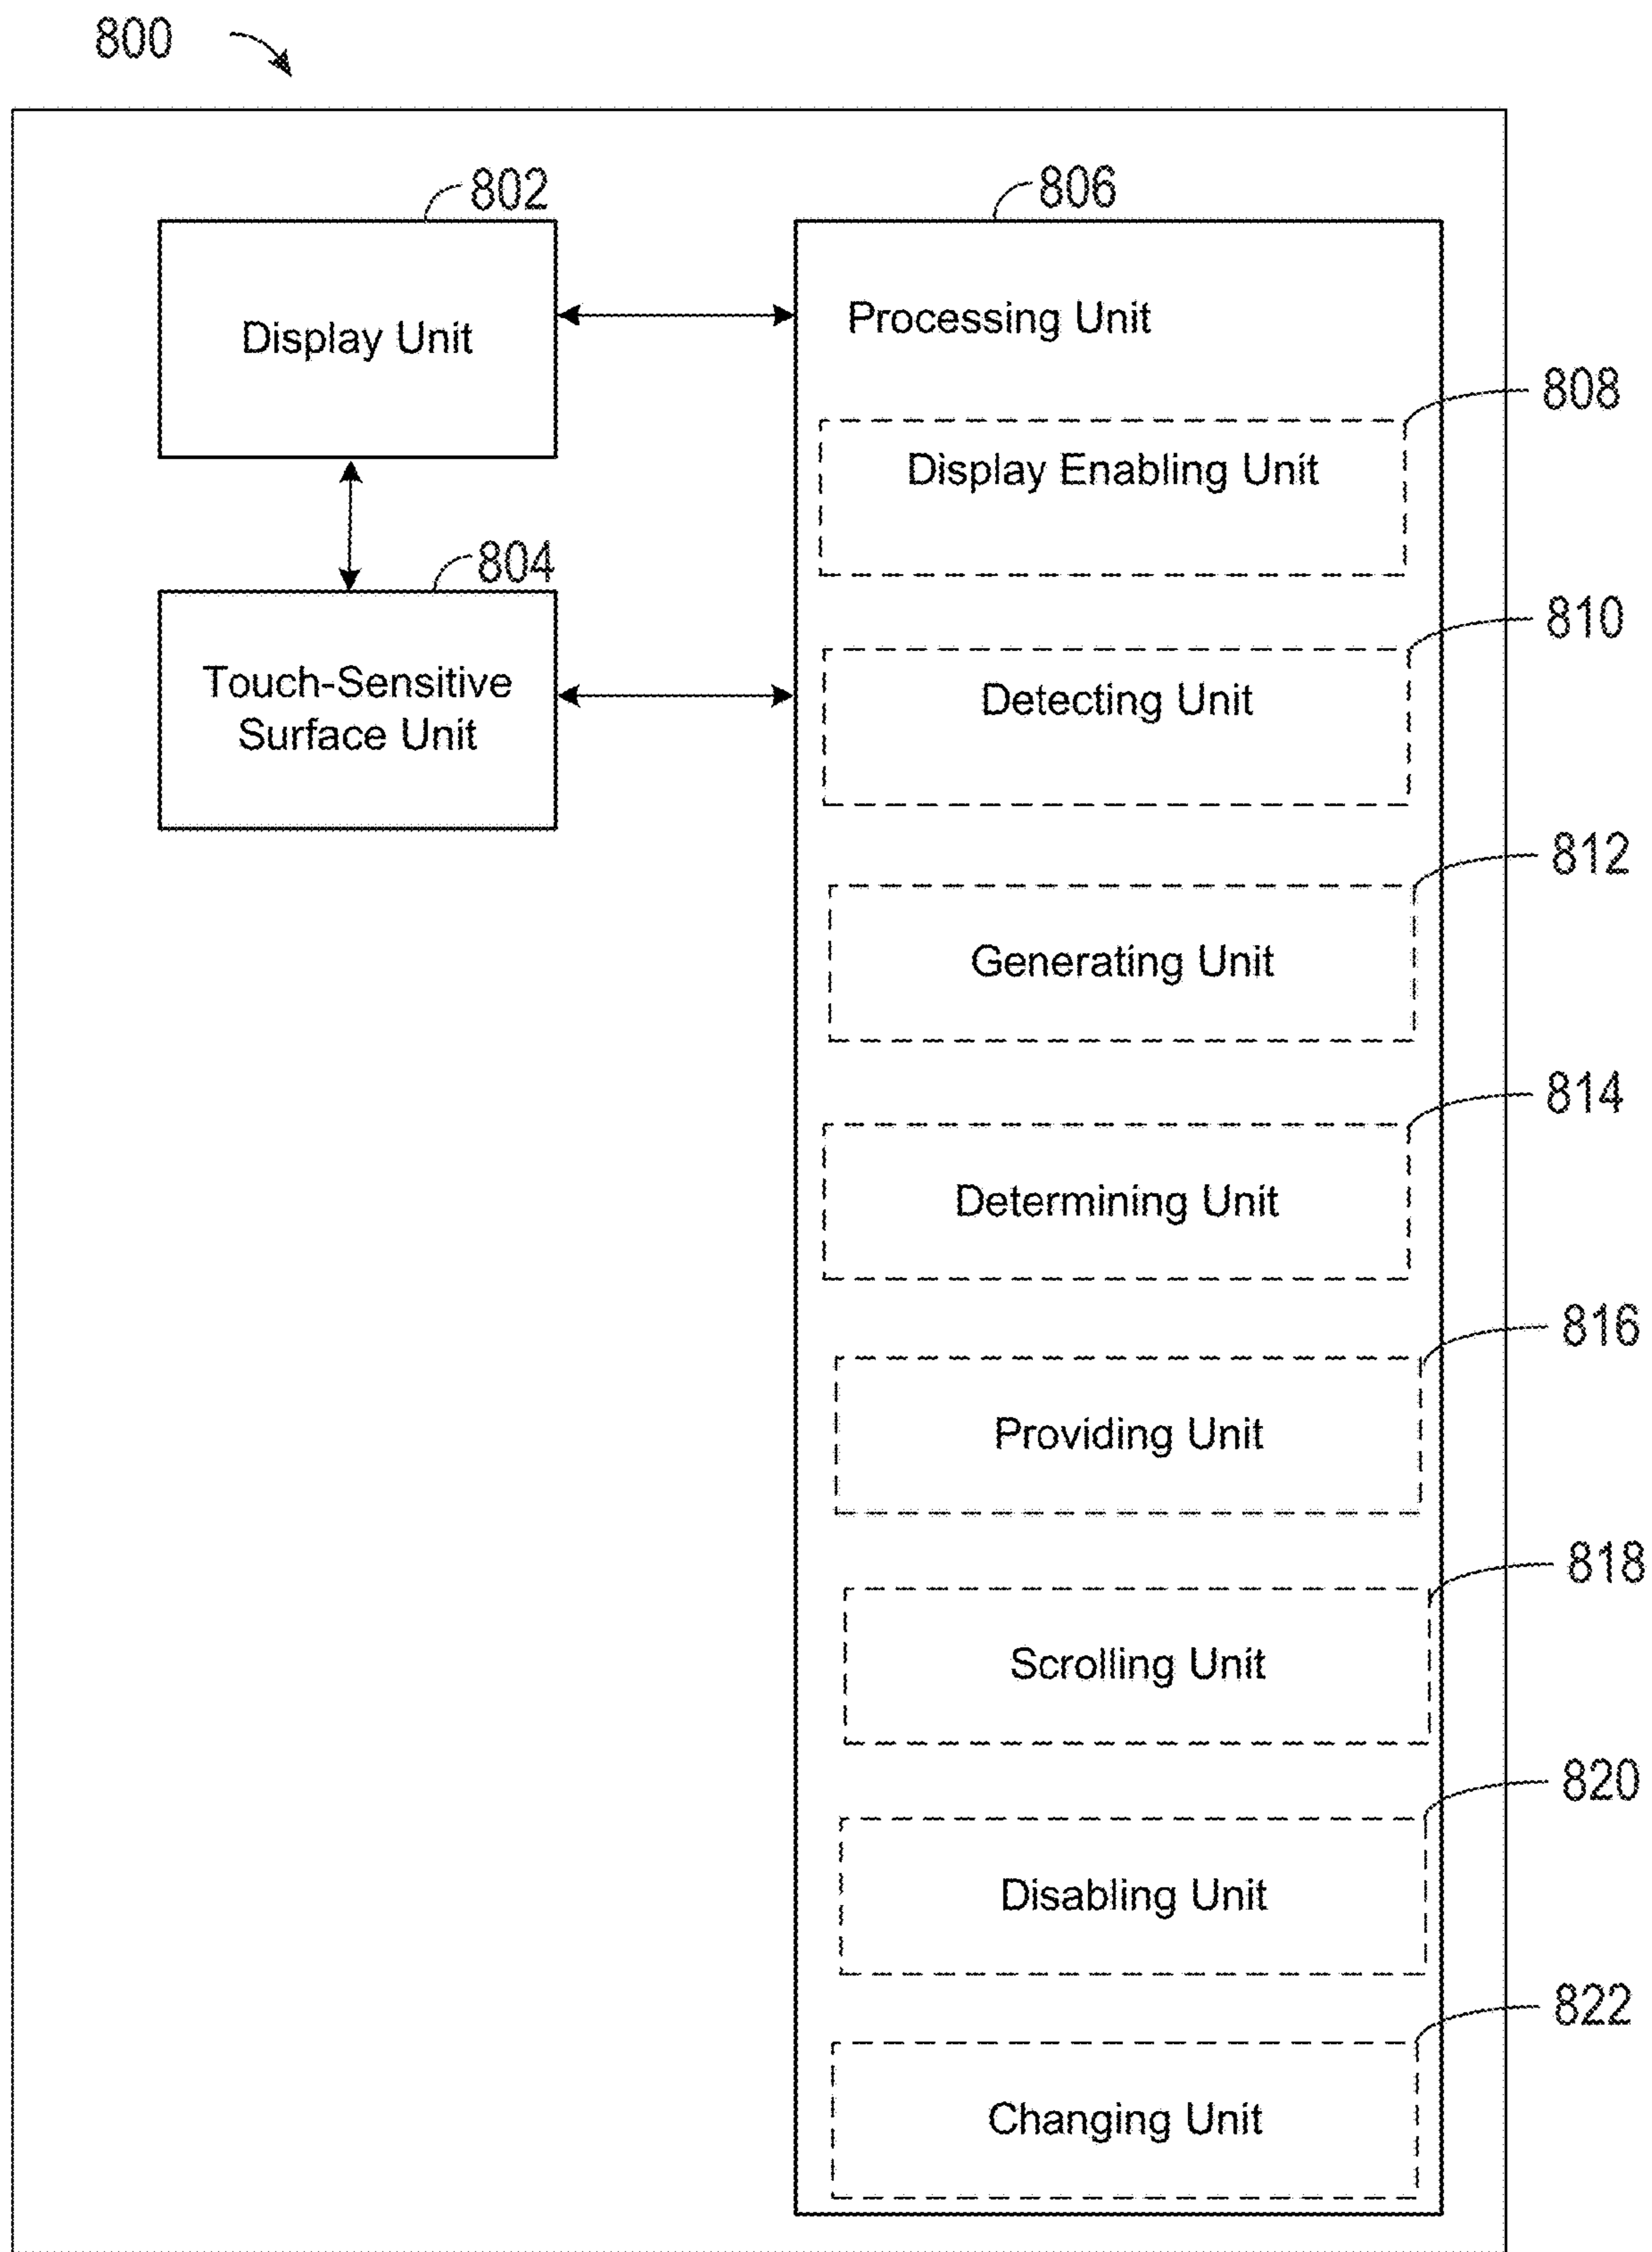 800
802
806
Display Unit
Processing Unit
808
Display Enabling Unit
804
Touch-Sensitive
Surface Unit
810
Detecting Unit
812
Generating Unit
814
Determining Unit
816
Providing Unit
818
Scrolling Unit
820
Disabling Unit
822
Changing Unit